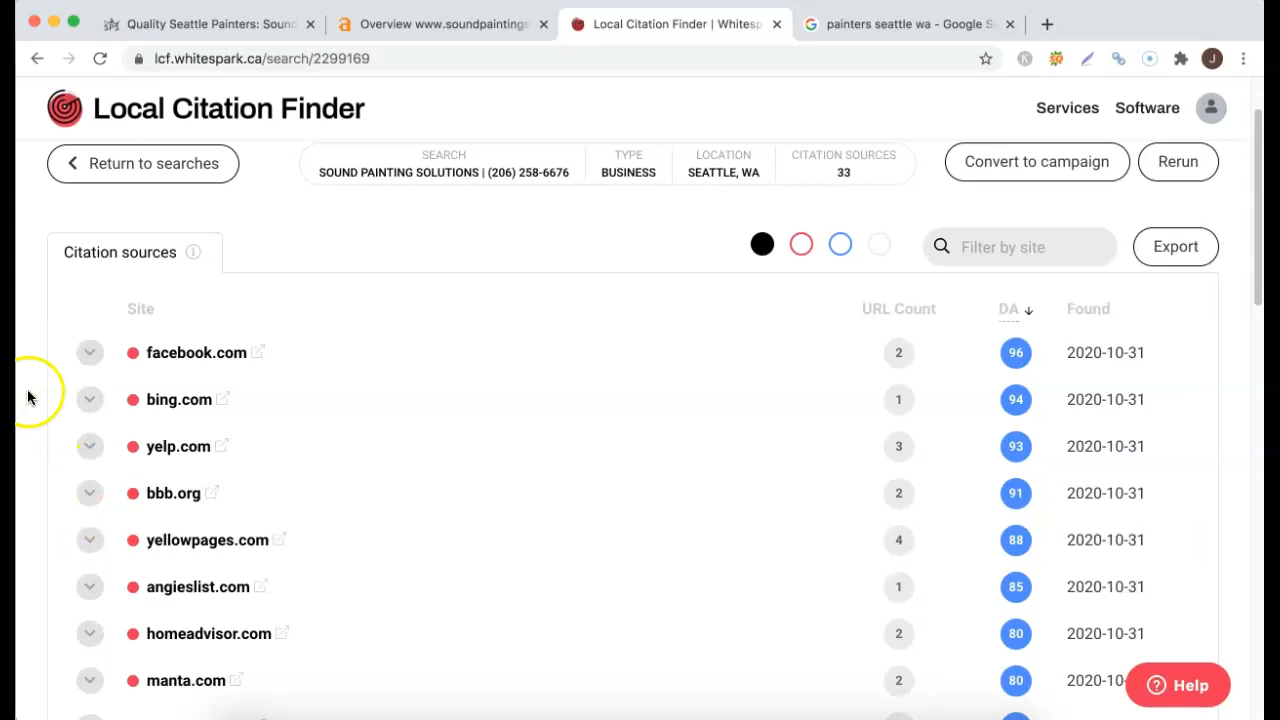 Quality Seattle Painters: Sound
Overview www.soundpaintings
Local Citation Finder | Whitesp
painters seattle wa - Google Se
lcf.whitespark.ca/search/2299169
J
Local Citation Finder
Services Software
Return to searches
SEARCH TYPE LOCATION CITATION SOURCES
SOUND PAINTING SOLUTIONS | (206) 258-6676 BUSINESS SEATTLE, WA 33
Convert to campaign Rerun
Citation sources
Filter by site
Export
Site URL Count DA Found
facebook.com 2 96 2020-10-31
bing.com 1 94 2020-10-31
yelp.com 3 93 2020-10-31
bbb.org 2 91 2020-10-31
yellowpages.com 4 88 2020-10-31
angieslist.com 1 85 2020-10-31
homeadvisor.com 2 80 2020-10-31
manta.com 2 80 2020-10-
Help